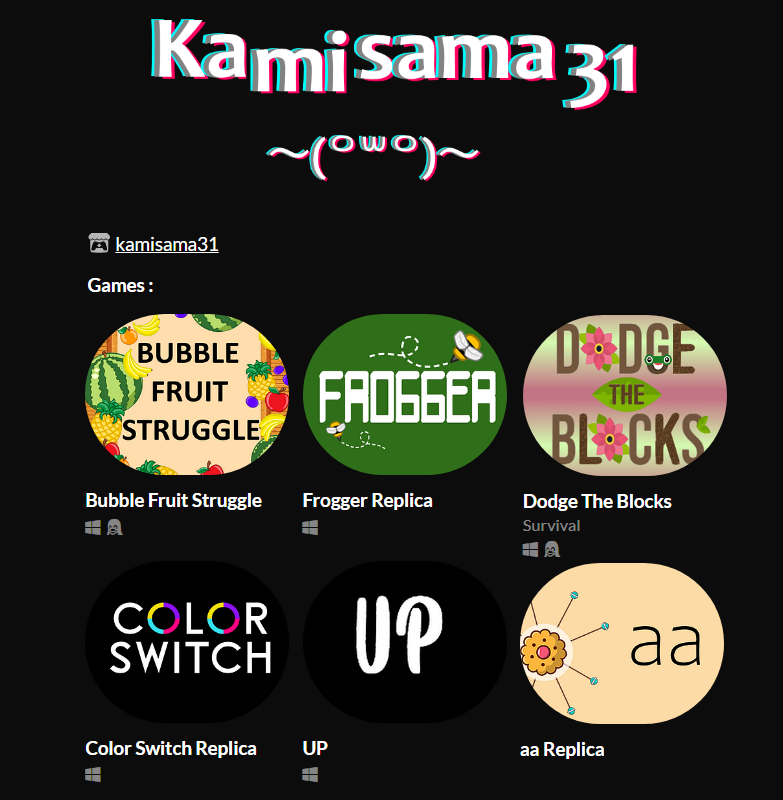 Kamisama 31
~(ºwº)~
kamisama31
Games :
BUBBLE
FRUIT
STRUGGLE
FROGGER
DODGE
THE
BLOCKS
Bubble Fruit Struggle
Frogger Replica
Dodge The Blocks
Survival
COLOR
SWITCH
UP
aa
Color Switch Replica
UP
aa Replica